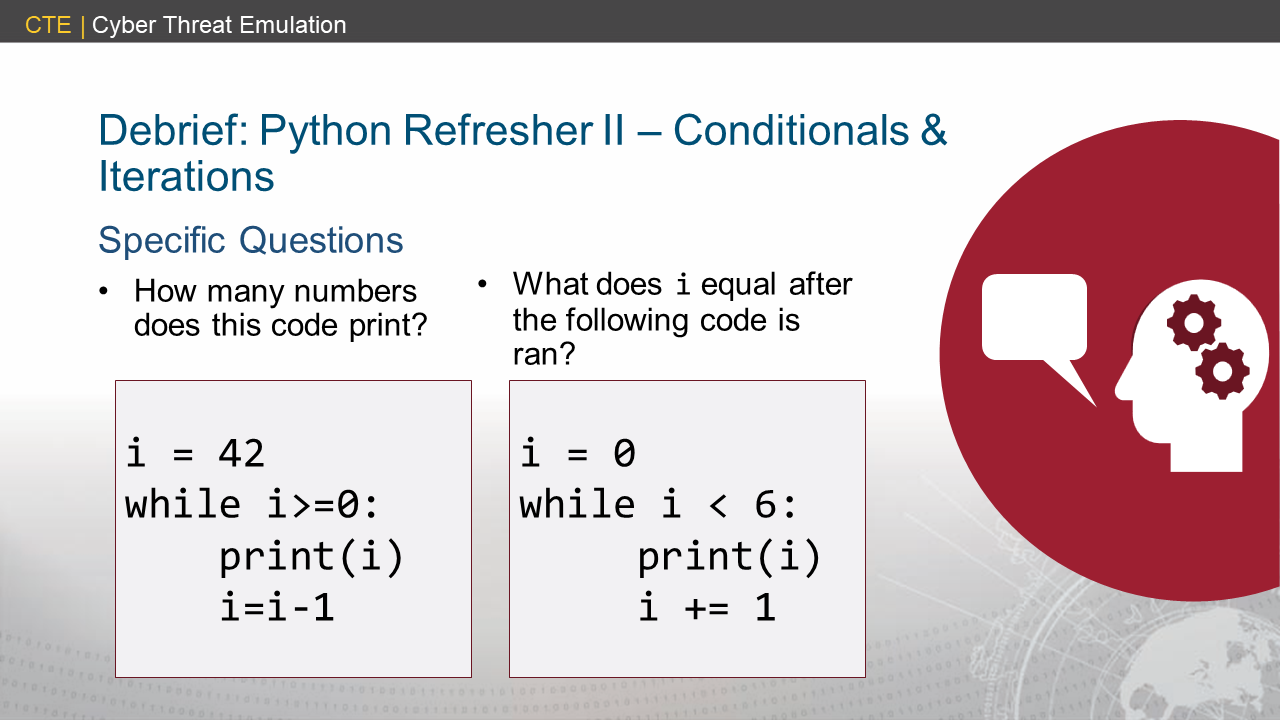 CTE | Cyber Threat Emulation
Debrief: Python Refresher II – Conditionals &
Iterations
Specific Questions
• How many numbers
does this code print?
i = 42
while i>=0:
    print(i)
    i=i-1
• What does i equal after
the following code is
ran?
i = 0
while i < 6:
     print(i)
     i += 1